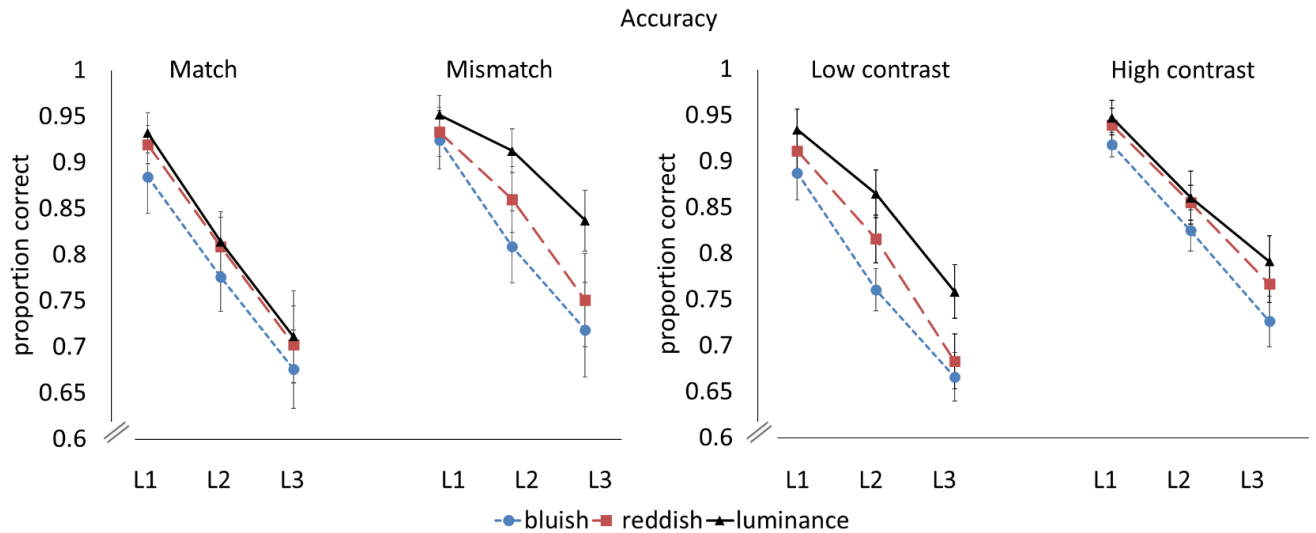 Accuracy
Match
Mismatch
proportion correct
1
0.95
0.9
0.85
0.8
0.75
0.7
0.65
0.6
L1 L2 L3 L1 L2 L3
Low contrast
High contrast
proportion correct
1
0.95
0.9
0.85
0.8
0.75
0.7
0.65
0.6
L1 L2 L3 L1 L2 L3
bluish reddish luminance